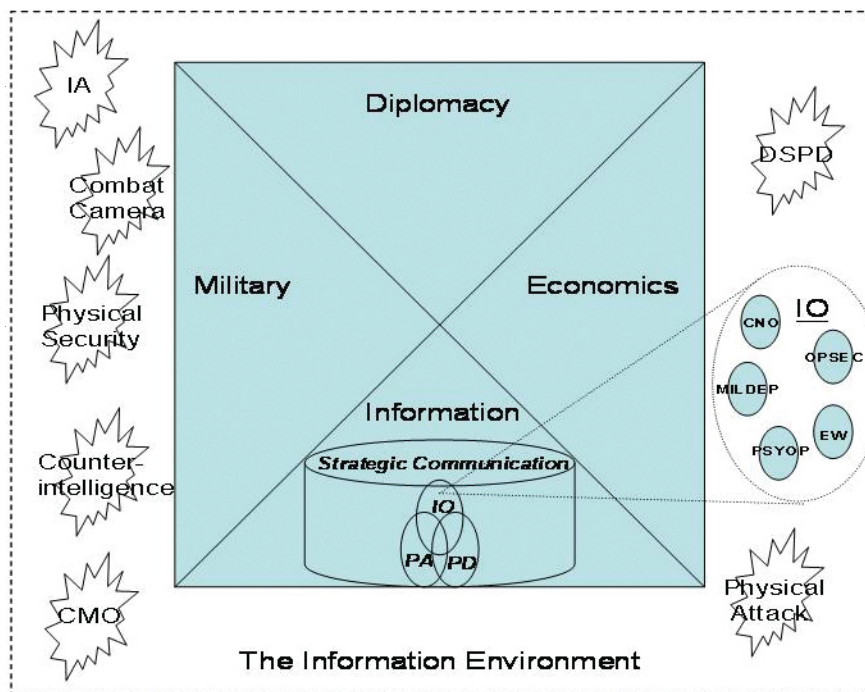 IA
Combat
Camera
Physical
Security
Counter-
intelligence
CMO
Diplomacy
Military
Economics
Information
Strategic Communication
IO
PA
PD
DSPD
IO
CNO
OPSEC
MILDEP
EW
PSYOP
Physical
Attack
The Information Environment